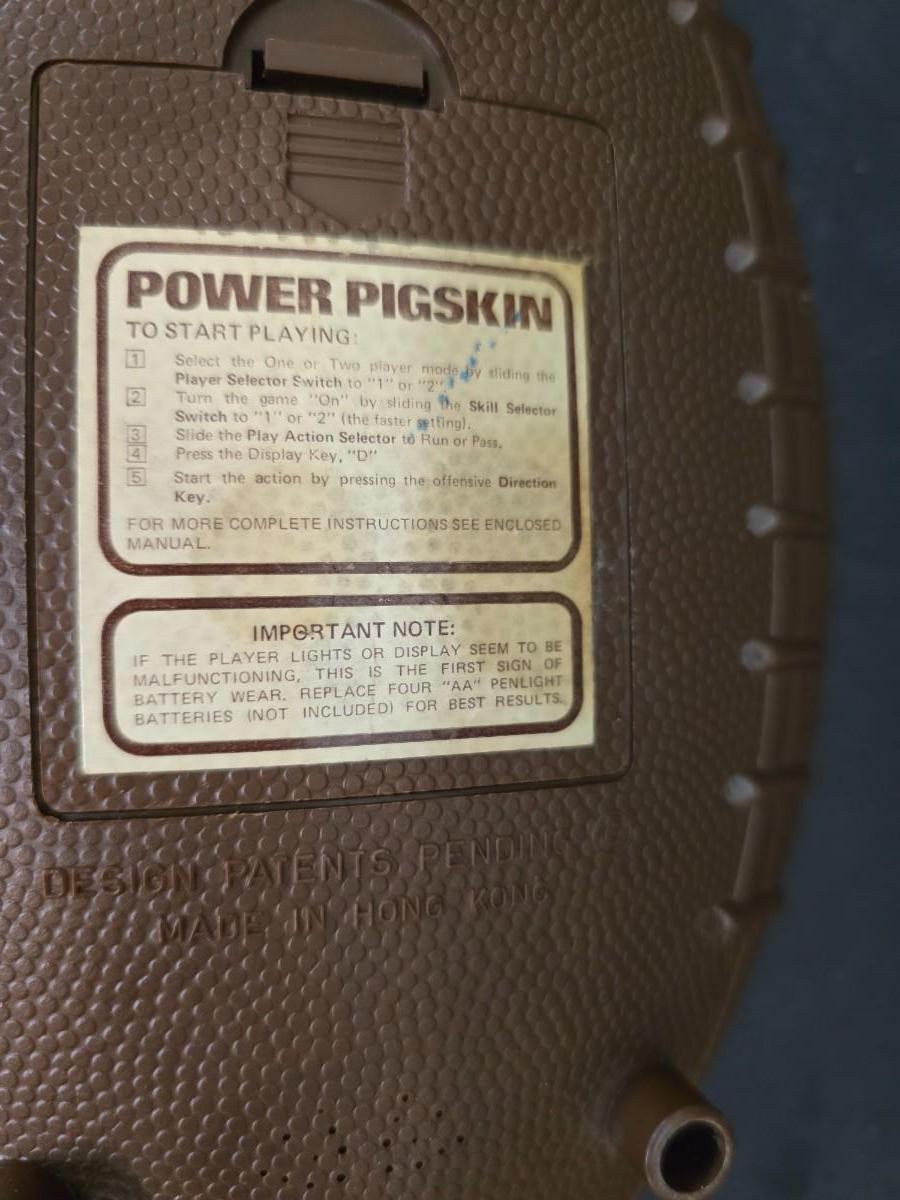 POWER PIGSKIN
TO START PLAYING:
1 Select the One or Two player mode by sliding the
Player Selector Switch to "1" or "2".
2 Turn the game "On" by sliding the Skill Selector
Switch to "1" or "2" (the faster setting).
3 Slide the Play Action Selector to Run or Pass.
4 Press the Display Key, "D"
5 Start the action by pressing the offensive Direction
Key.
FOR MORE COMPLETE INSTRUCTIONS SEE ENCLOSED
MANUAL.
IMPORTANT NOTE:
IF THE PLAYER LIGHTS OR DISPLAY SEEM TO BE
MALFUNCTIONING, THIS IS THE FIRST SIGN OF
BATTERY WEAR. REPLACE FOUR "AA" PENLIGHT
BATTERIES (NOT INCLUDED) FOR BEST RESULTS.
DESIGN PATENTS PENDING
MADE IN HONG KONG